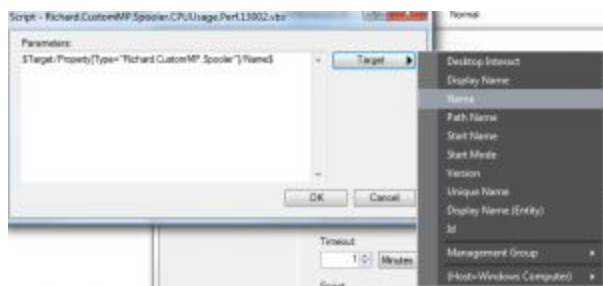 Script - Richard.CustomMP.Spooler.CPUUsage.Perf.13002.vbs
Normal
Parameters:
$Target/Property[Type="Richard.CustomMP.Spooler"]/Name$
Target
Desktop Interact
Display Name
Name
Path Name
Start Name
Start Mode
Version
Unique Name
Display Name (Entity)
Id
Management Group
(Host=Windows Computer)
OK
Cancel
Timeout:
1
Minutes